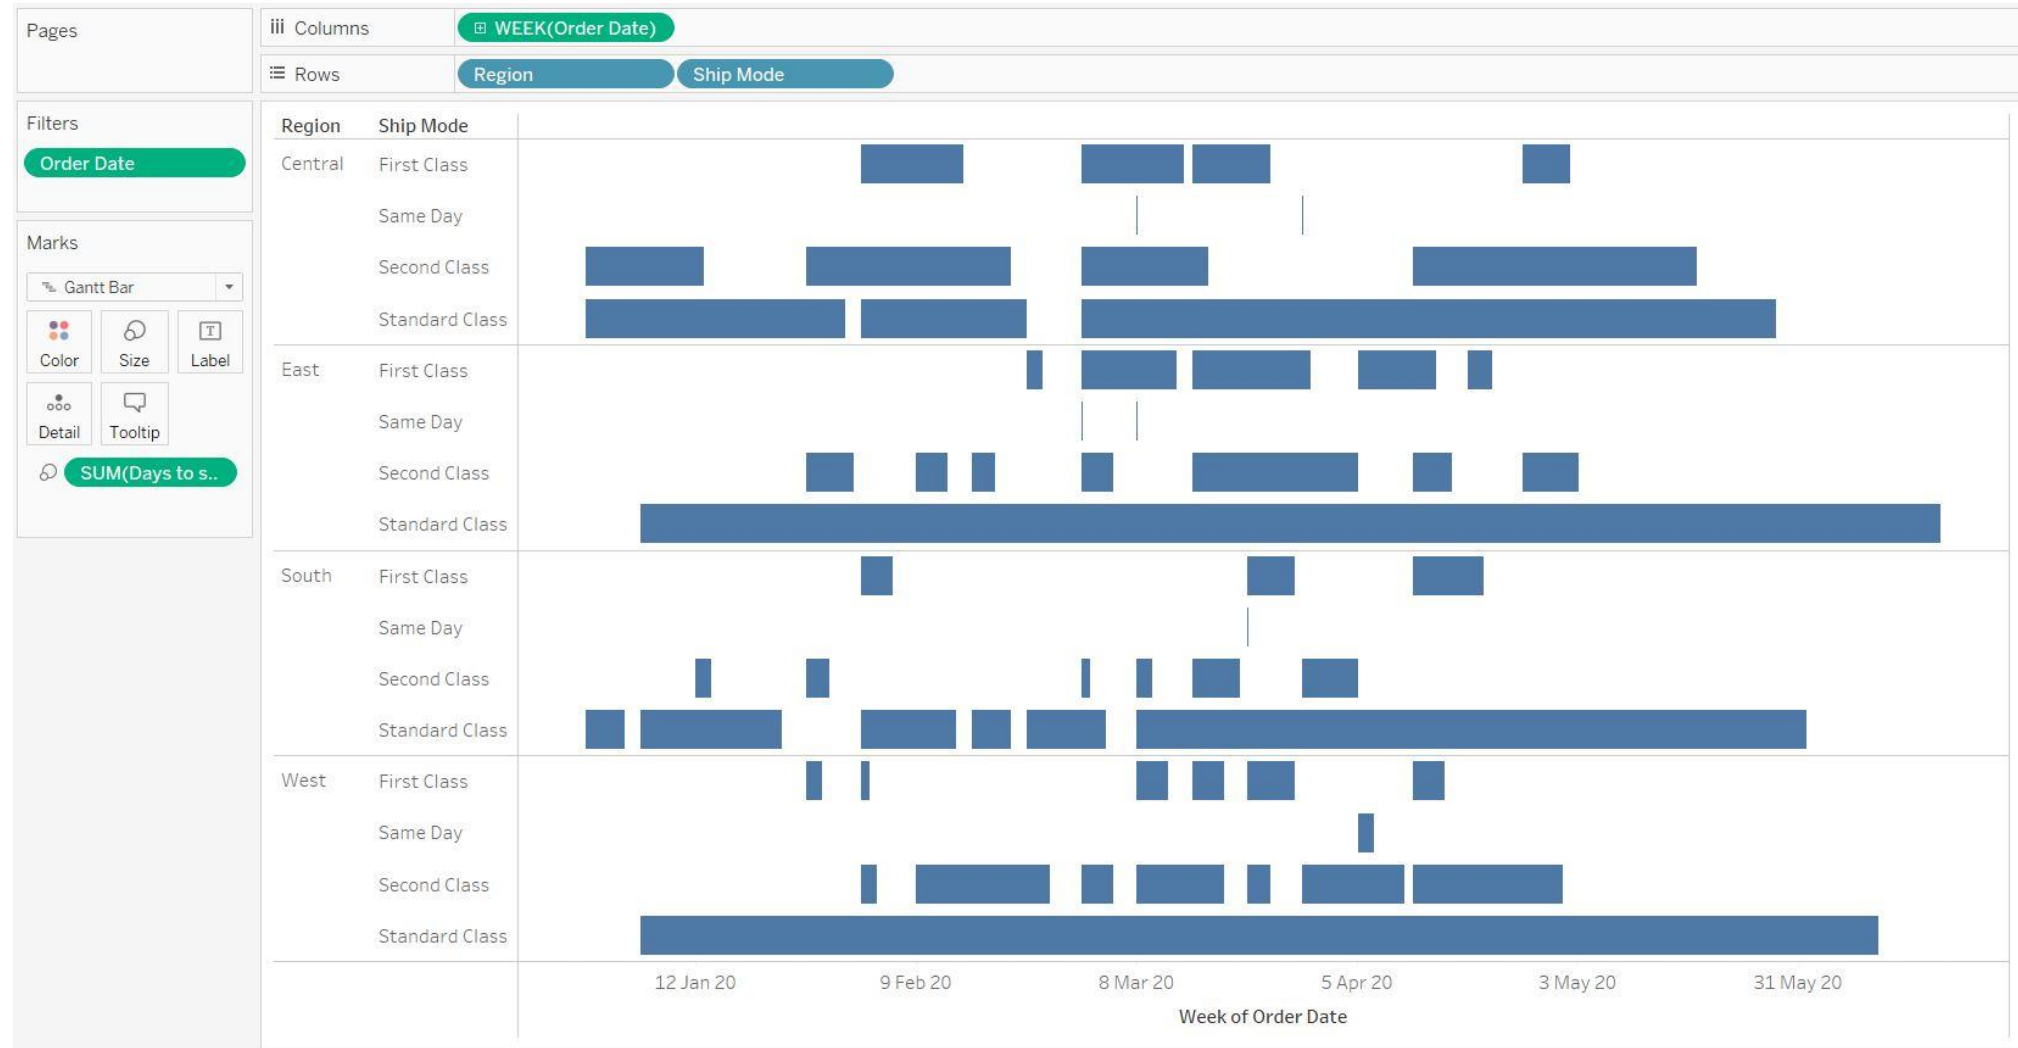 Pages
Columns
WEEK(Order Date)
Rows
Region
Ship Mode
Filters
Order Date
Marks
Gantt Bar
Color
Size
Label
Detail
Tooltip
SUM(Days to s..
Region Ship Mode
Central First Class
Same Day
Second Class
Standard Class
East First Class
Same Day
Second Class
Standard Class
South First Class
Same Day
Second Class
Standard Class
West First Class
Same Day
Second Class
Standard Class
12 Jan 20 9 Feb 20 8 Mar 20 5 Apr 20 3 May 20 31 May 20
Week of Order Date